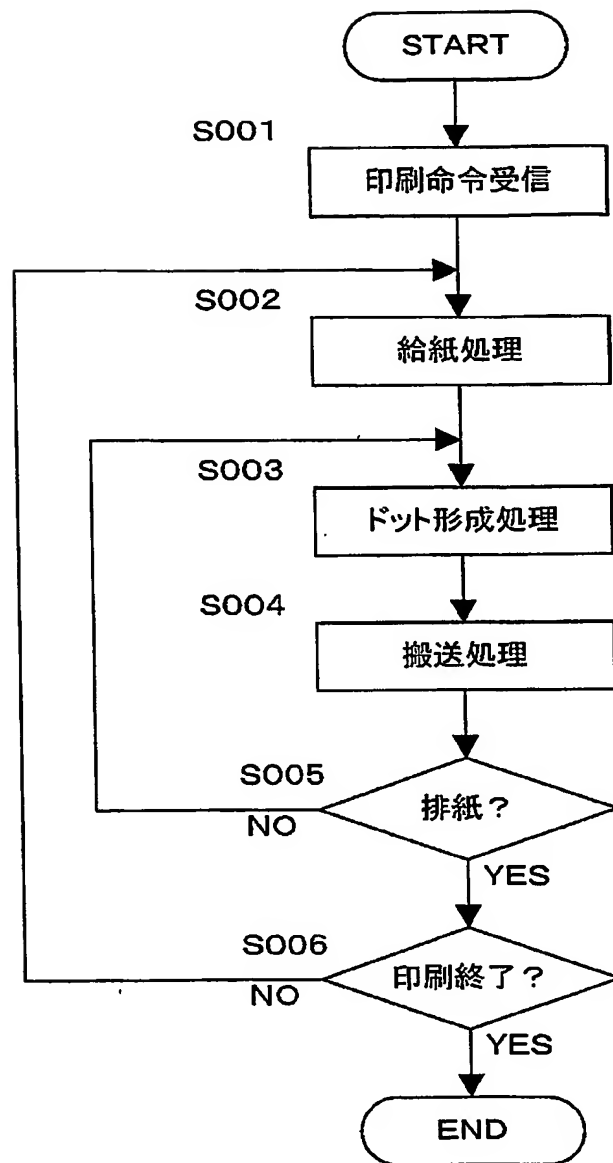 START
S001
印刷命令受信
S002
給紙処理
S003
ドット形成処理
S004
搬送処理
S005
排紙？
NO
YES
S006
印刷終了？
NO
YES
END